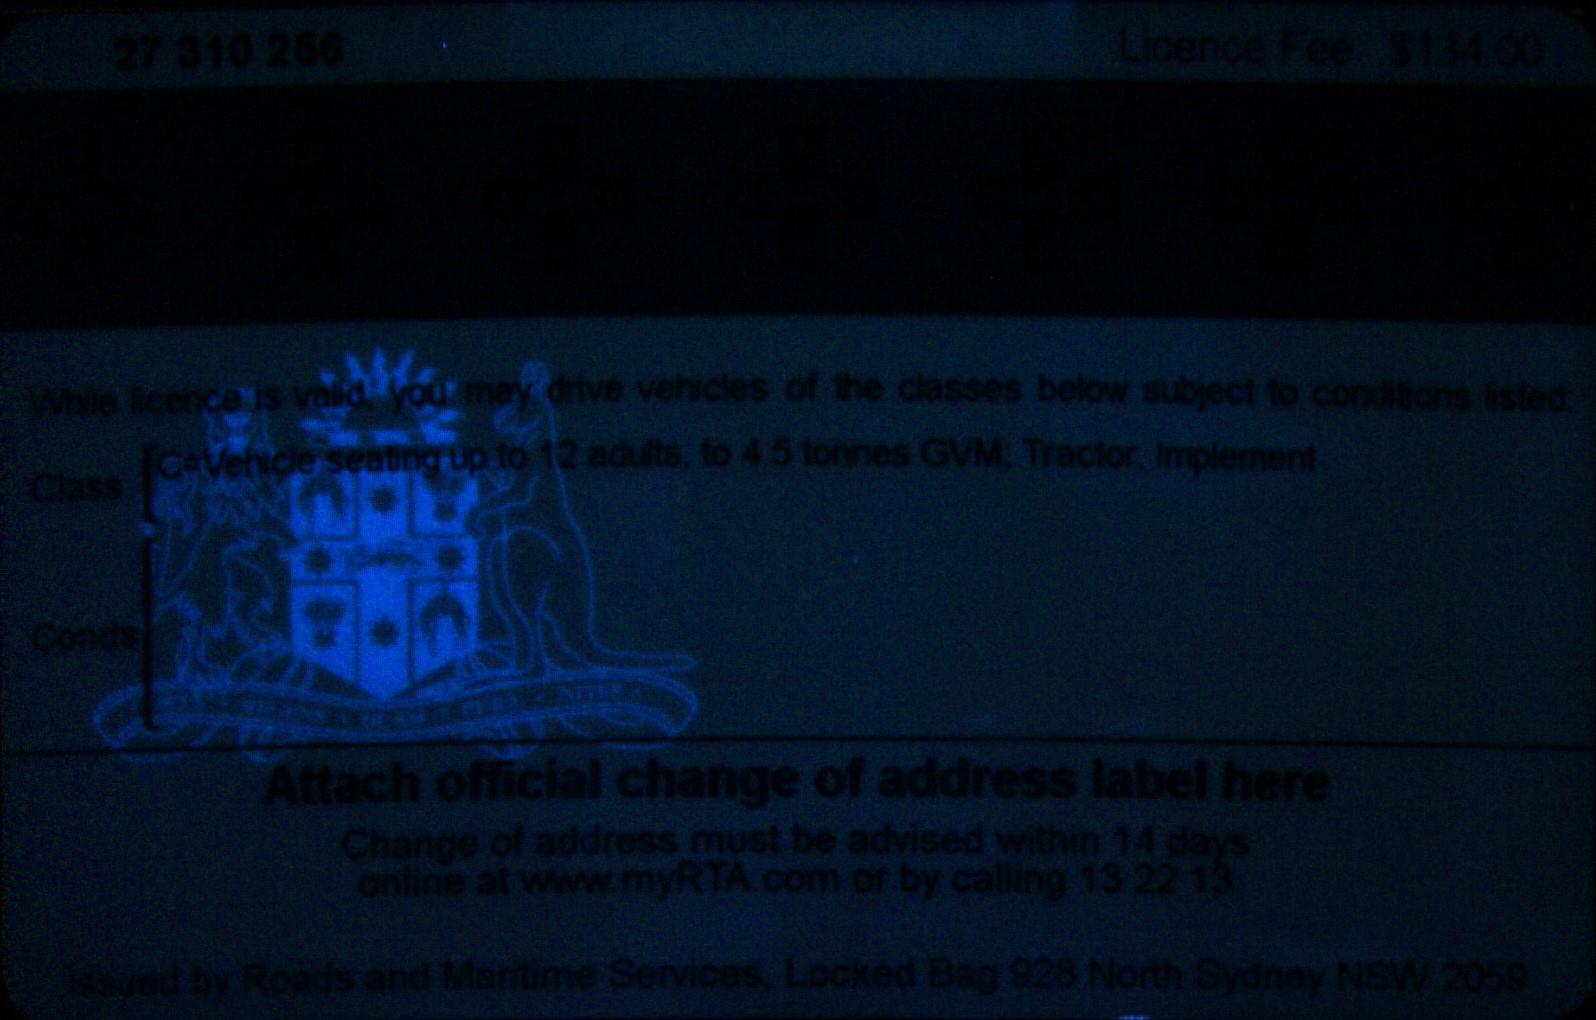 27 310 256
Licence Fee $134.00
While licence is valid, you may drive vehicles of the classes below subject to conditions listed.
Class
C=Vehicle seating up to 12 adults, to 4.5 tonnes GVM; Tractor; Implement
Conds
Attach official change of address label here
Change of address must be advised within 14 days
online at www.myRTA.com or by calling 13 22 13
Issued by Roads and Maritime Services, Locked Bag 928 North Sydney NSW 2059